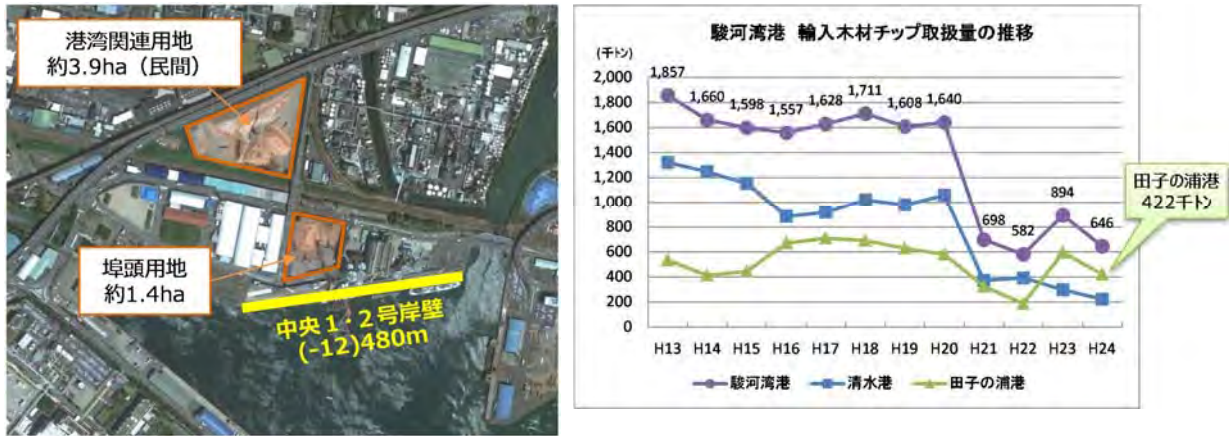 港湾関連用地
約3.9ha（民間）
埠頭用地
約1.4ha
中央１・２号岸壁
(-12)480m
駿河湾港 輸入木材チップ取扱量の推移
(千トン)
2,000
1,800
1,600
1,400
1,200
1,000
800
600
400
200
0
1,857
1,660
1,598
1,557
1,628
1,711
1,608
1,640
698
582
894
646
田子の浦港
422千トン
H13 H14 H15 H16 H17 H18 H19 H20 H21 H22 H23 H24
駿河湾港 清水港 田子の浦港